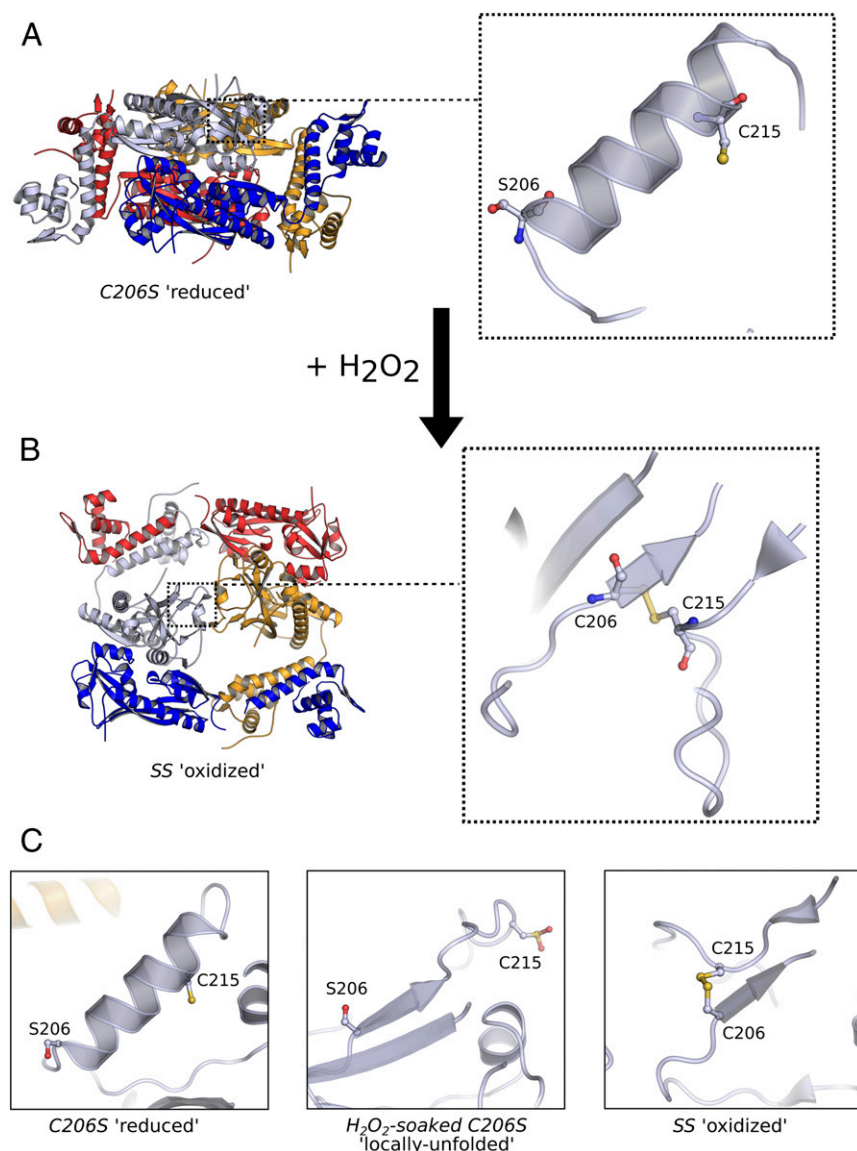 A
C215
S206
C206S 'reduced'
+ H2O2
B
C206
C215
SS 'oxidized'
C
C215
S206
C206S 'reduced'
S206
C215
H2O2-soaked C206S
'locally-unfolded'
C215
C206
SS 'oxidized'